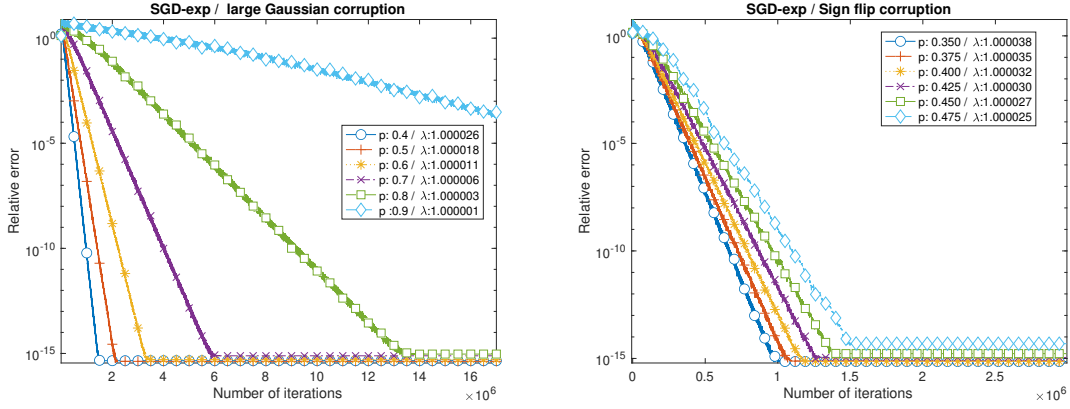 SGD-exp / large Gaussian corruption
10^0
10^-5
10^-10
10^-15
Relative error
p: 0.4 / λ:1.000026
p: 0.5 / λ:1.000018
p: 0.6 / λ:1.000011
p: 0.7 / λ:1.000006
p: 0.8 / λ:1.000003
p :0.9 / λ:1.000001
2 4 6 8 10 12 14 16
Number of iterations
×10^6
SGD-exp / Sign flip corruption
10^0
10^-5
10^-10
10^-15
Relative error
p: 0.350 / λ:1.000038
p: 0.375 / λ:1.000035
p: 0.400 / λ:1.000032
p: 0.425 / λ:1.000030
p: 0.450 / λ:1.000027
p: 0.475 / λ:1.000025
0 0.5 1 1.5 2 2.5
Number of iterations
×10^6